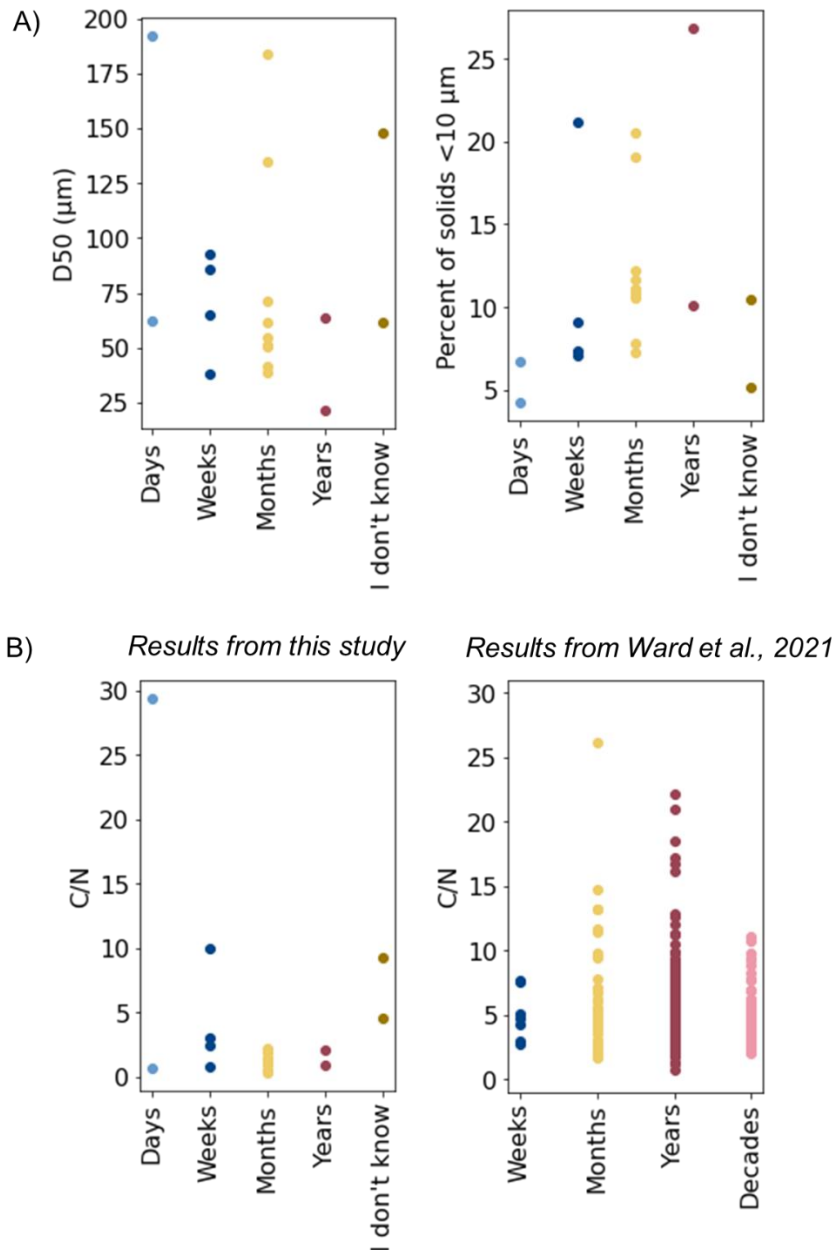 A)
200
175
150
125
100
75
50
25
D50 (µm)
Days
Weeks
Months
Years
I don't know
25
20
15
10
5
Percent of solids <10 µm
Days
Weeks
Months
Years
I don't know
B)
Results from this study
30
25
20
15
10
5
0
C/N
Days
Weeks
Months
Years
I don't know
Results from Ward et al., 2021
30
25
20
15
10
5
0
C/N
Weeks
Months
Years
Decades